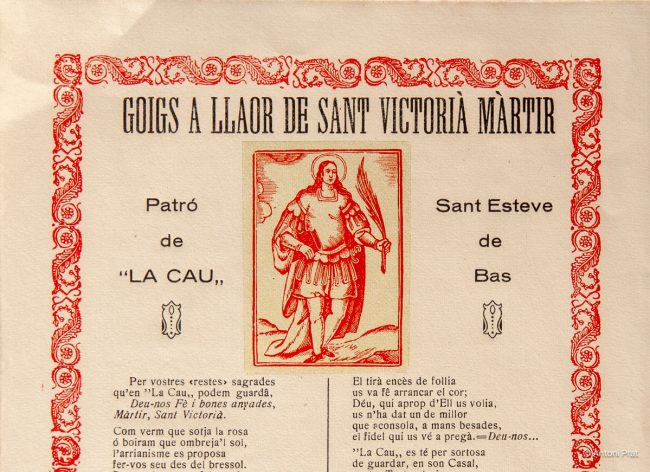 GOIGS A LLAOR DE SANT VICTORIÀ MÀRTIR
Patró
de
"LA CAU„
Sant Esteve
de
Bas
Per vostres «restes» sagrades
qu'en "La Cau„ podem guardâ,
Deu-nos Fè i bones anyades,
Màrtir, Sant Victorià.
Com verm que sotja la rosa
ó boiram que ombreja'l soi,
l'arrianisme es proposa
fer-vos seu des del bressol.
El tirà encès de follia
us va fê arrancar el cor;
Déu, qui aprop d'Ell us volia,
us n'ha dat un de millor
que aconsola, a mans besades,
el fidel qui us vé a pregà.=Deu-nos...
"La Cau„ es té per sortosa
de guardar, en son Casal,
© Antoni Prat